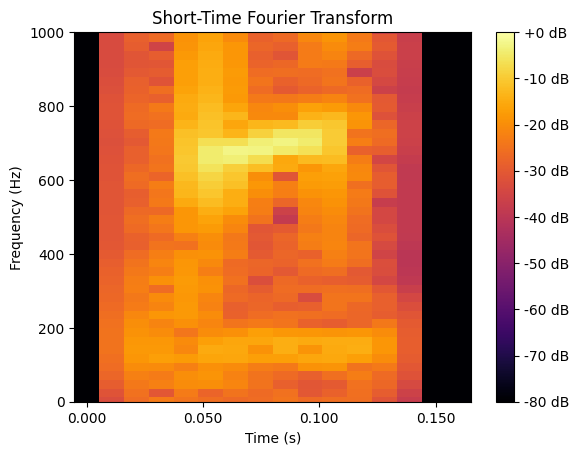 Short-Time Fourier Transform
1000
800
600
400
200
0
Frequency (Hz)
0.000
0.050
0.100
0.150
Time (s)
+0 dB
-10 dB
-20 dB
-30 dB
-40 dB
-50 dB
-60 dB
-70 dB
-80 dB